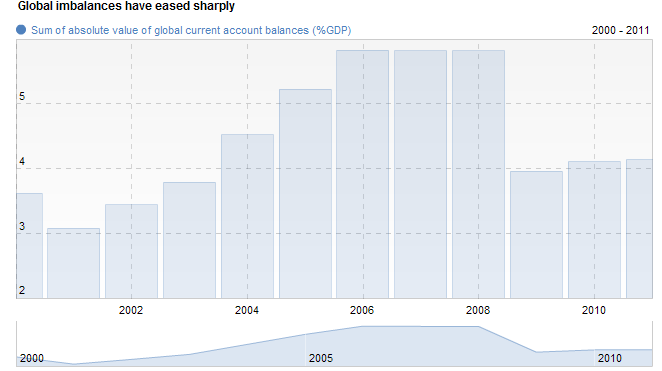 Global imbalances have eased sharply
Sum of absolute value of global current account balances (%GDP) 2000 - 2011
5
4
3
2
2002 2004 2006 2008 2010
2000 2005 2010